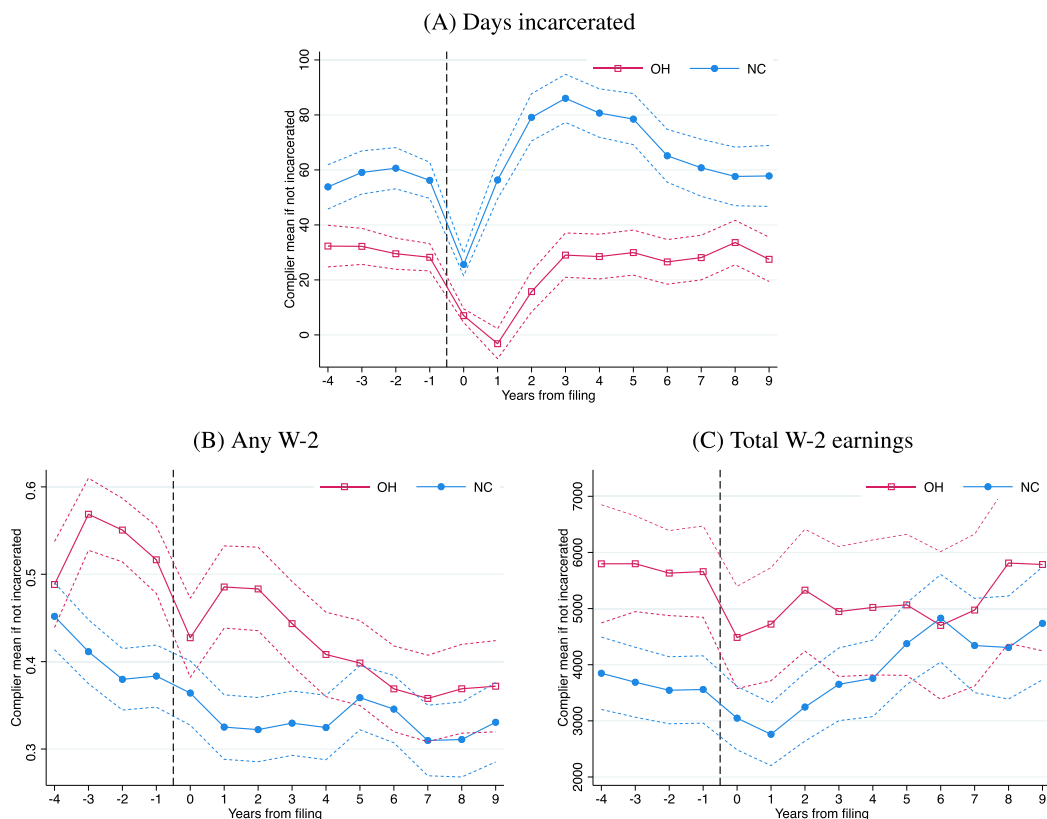 (A) Days incarcerated
OH NC
Complier mean if not incarcerated
100
80
60
40
20
0
-4 -3 -2 -1 0 1 2 3 4 5 6 7 8 9
Years from filing
(B) Any W-2
OH NC
Complier mean if not incarcerated
0.6
0.5
0.4
0.3
-4 -3 -2 -1 0 1 2 3 4 5 6 7 8 9
Years from filing
(C) Total W-2 earnings
OH NC
Complier mean if not incarcerated
7000
6000
5000
4000
3000
2000
-4 -3 -2 -1 0 1 2 3 4 5 6 7 8 9
Years from filing